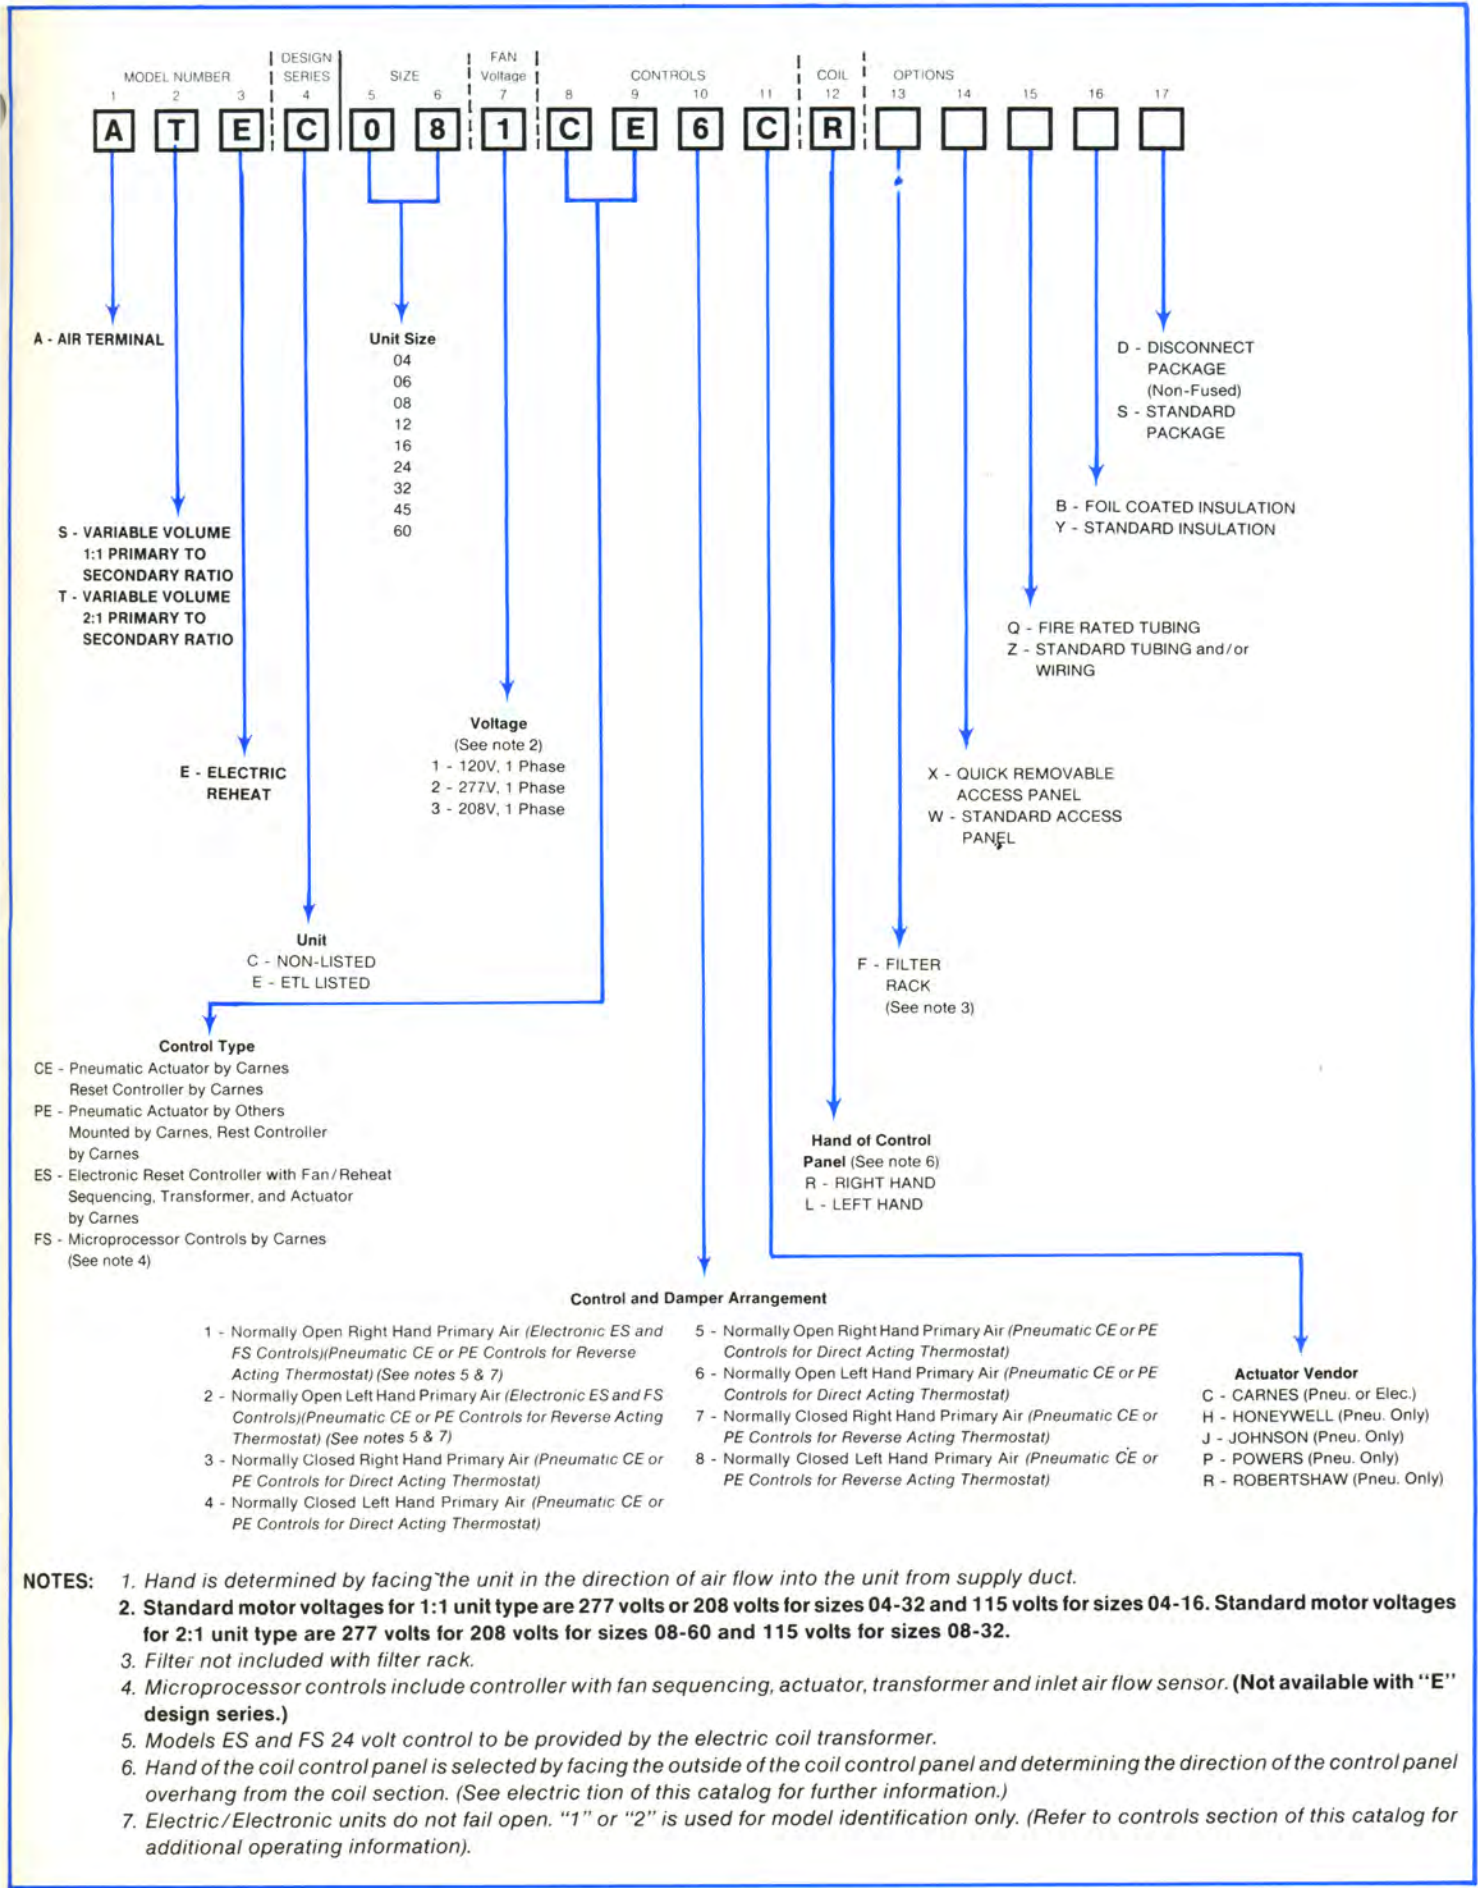 MODEL NUMBER
DESIGN
SERIES
SIZE
FAN
Voltage
CONTROLS
COIL
OPTIONS
1 2 3 4 5 6 7 8 9 10 11 12 13 14 15 16 17
A T E C 0 8 1 C E 6 C R
A - AIR TERMINAL
S - VARIABLE VOLUME
1:1 PRIMARY TO
SECONDARY RATIO
T - VARIABLE VOLUME
2:1 PRIMARY TO
SECONDARY RATIO
E - ELECTRIC
REHEAT
Unit
C - NON-LISTED
E - ETL LISTED
Unit Size
04
06
08
12
16
24
32
45
60
Voltage
(See note 2)
1 - 120V, 1 Phase
2 - 277V, 1 Phase
3 - 208V, 1 Phase
Control Type
CE - Pneumatic Actuator by Carnes
Reset Controller by Carnes
PE - Pneumatic Actuator by Others
Mounted by Carnes, Rest Controller
by Carnes
ES - Electronic Reset Controller with Fan/Reheat
Sequencing, Transformer, and Actuator
by Carnes
FS - Microprocessor Controls by Carnes
(See note 4)
D - DISCONNECT
PACKAGE
(Non-Fused)
S - STANDARD
PACKAGE
B - FOIL COATED INSULATION
Y - STANDARD INSULATION
Q - FIRE RATED TUBING
Z - STANDARD TUBING and/or
WIRING
X - QUICK REMOVABLE
ACCESS PANEL
W - STANDARD ACCESS
PANEL
F - FILTER
RACK
(See note 3)
Hand of Control
Panel (See note 6)
R - RIGHT HAND
L - LEFT HAND
Control and Damper Arrangement
1 - Normally Open Right Hand Primary Air (Electronic ES and
FS Controls)(Pneumatic CE or PE Controls for Reverse
Acting Thermostat) (See notes 5 & 7)
2 - Normally Open Left Hand Primary Air (Electronic ES and FS
Controls)(Pneumatic CE or PE Controls for Reverse Acting
Thermostat) (See notes 5 & 7)
3 - Normally Closed Right Hand Primary Air (Pneumatic CE or
PE Controls for Direct Acting Thermostat)
4 - Normally Closed Left Hand Primary Air (Pneumatic CE or
PE Controls for Direct Acting Thermostat)
5 - Normally Open Right Hand Primary Air (Pneumatic CE or PE
Controls for Direct Acting Thermostat)
6 - Normally Open Left Hand Primary Air (Pneumatic CE or PE
Controls for Direct Acting Thermostat)
7 - Normally Closed Right Hand Primary Air (Pneumatic CE or
PE Controls for Reverse Acting Thermostat)
8 - Normally Closed Left Hand Primary Air (Pneumatic CE or
PE Controls for Reverse Acting Thermostat)
Actuator Vendor
C - CARNES (Pneu. or Elec.)
H - HONEYWELL (Pneu. Only)
J - JOHNSON (Pneu. Only)
P - POWERS (Pneu. Only)
R - ROBERTSHAW (Pneu. Only)
NOTES: 1. Hand is determined by facing the unit in the direction of air flow into the unit from supply duct.
2. Standard motor voltages for 1:1 unit type are 277 volts or 208 volts for sizes 04-32 and 115 volts for sizes 04-16. Standard motor voltages
for 2:1 unit type are 277 volts for 208 volts for sizes 08-60 and 115 volts for sizes 08-32.
3. Filter not included with filter rack.
4. Microprocessor controls include controller with fan sequencing, actuator, transformer and inlet air flow sensor. (Not available with "E"
design series.)
5. Models ES and FS 24 volt control to be provided by the electric coil transformer.
6. Hand of the coil control panel is selected by facing the outside of the coil control panel and determining the direction of the control panel
overhang from the coil section. (See electric tion of this catalog for further information.)
7. Electric/Electronic units do not fail open. "1" or "2" is used for model identification only. (Refer to controls section of this catalog for
additional operating information).